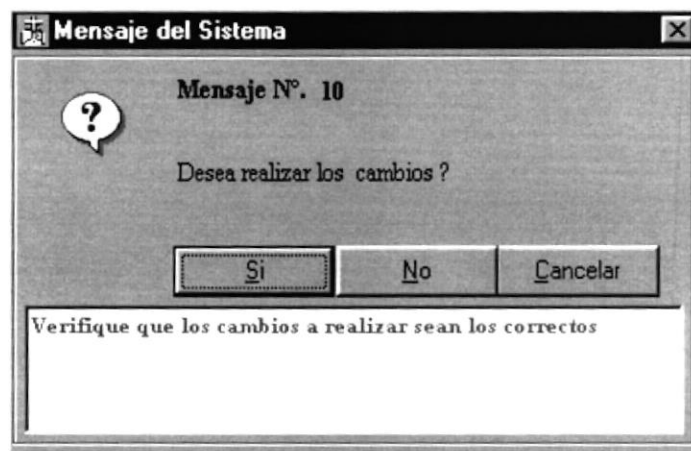 Mensaje del Sistema
Mensaje Nº. 10
?
Desea realizar los cambios ?
Si No Cancelar
Verifique que los cambios a realizar sean los correctos